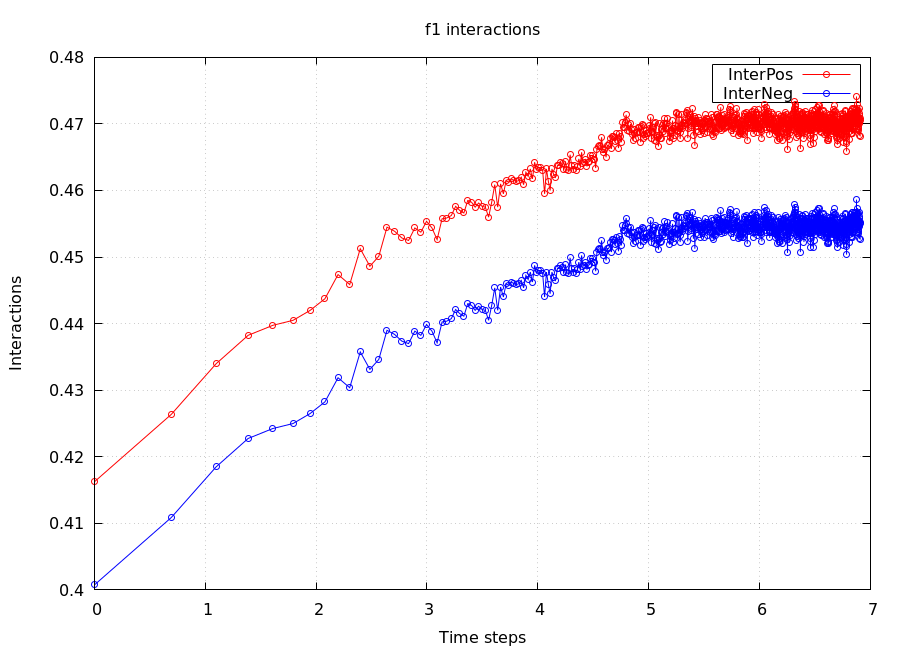 f1 interactions
InterPos
InterNeg
0.48
0.47
0.46
0.45
0.44
0.43
0.42
0.41
0.4
0 1 2 3 4 5 6 7
Interactions
Time steps